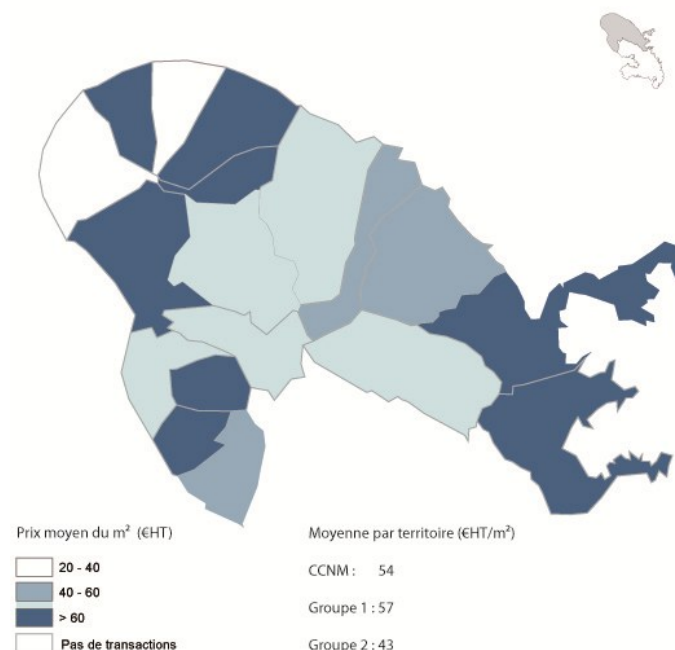 Prix moyen du m² (€HT)
20 - 40
40 - 60
> 60
Pas de transactions
Moyenne par territoire (€HT/m²)
CCNM : 54
Groupe 1 : 57
Groupe 2 : 43